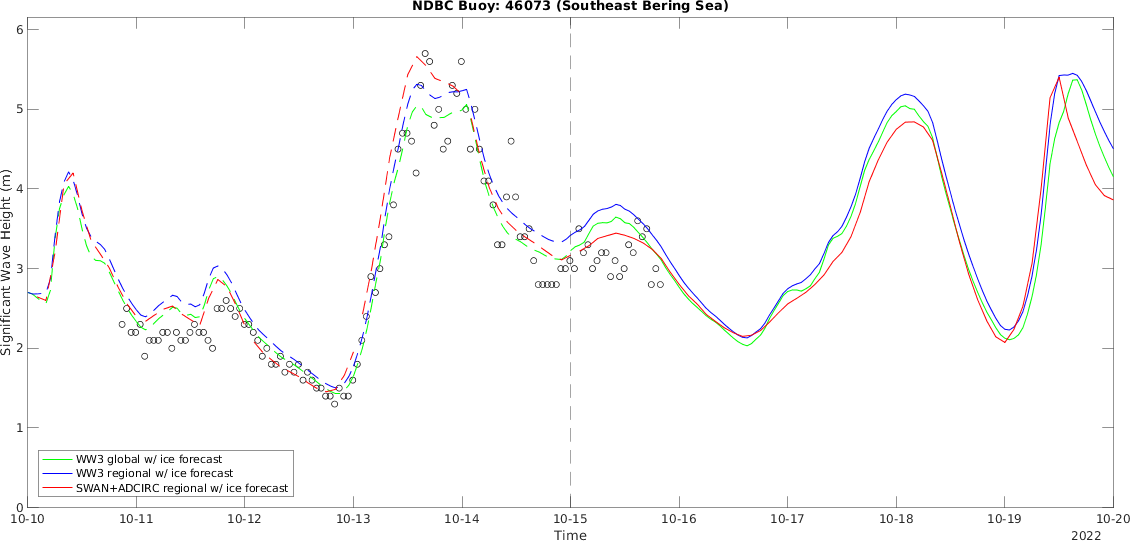 NDBC Buoy: 46073 (Southeast Bering Sea)
6
5
4
3
2
1
0
Significant Wave Height (m)
WW3 global w/ ice forecast
WW3 regional w/ ice forecast
SWAN+ADCIRC regional w/ ice forecast
10-10 10-11 10-12 10-13 10-14 10-15 10-16 10-17 10-18 10-19 10-20
Time
2022